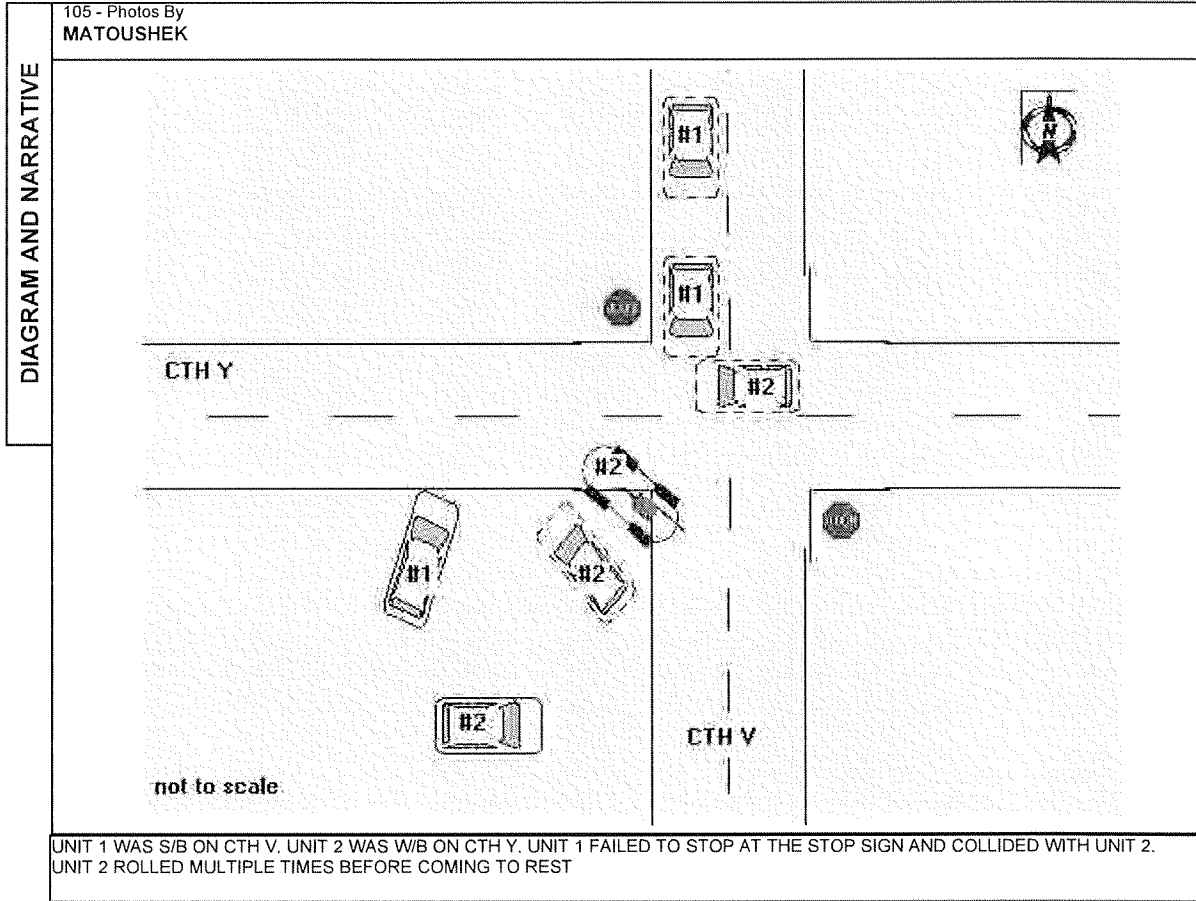 105 - Photos By
MATOUSHEK
DIAGRAM AND NARRATIVE
N
#1
#1
CTH Y
#2
#2
#1
#2
#2
CTH V
not to scale
UNIT 1 WAS S/B ON CTH V. UNIT 2 WAS W/B ON CTH Y. UNIT 1 FAILED TO STOP AT THE STOP SIGN AND COLLIDED WITH UNIT 2.
UNIT 2 ROLLED MULTIPLE TIMES BEFORE COMING TO REST